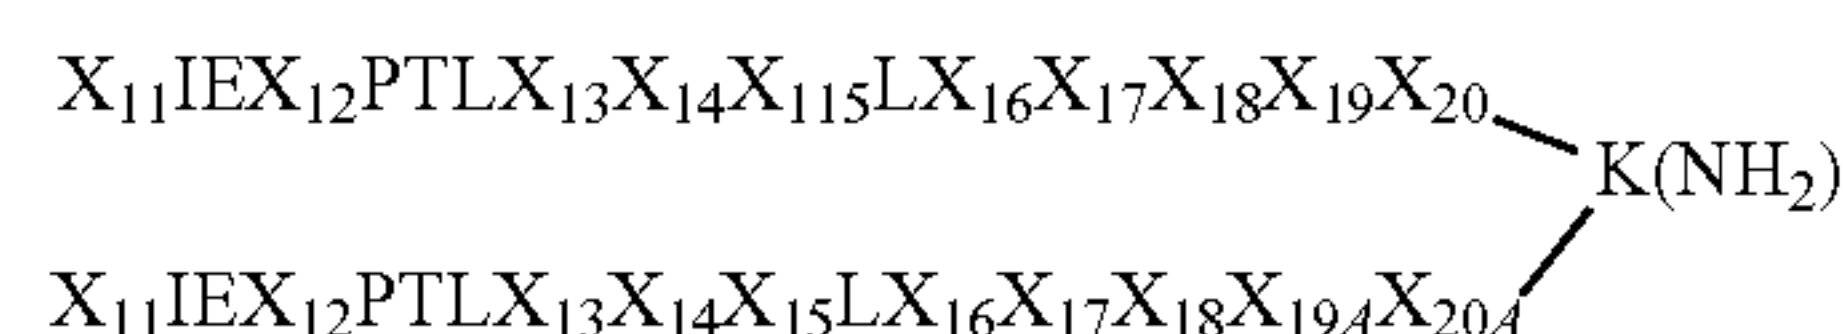 X₁₁IEX₁₂PTLX₁₃X₁₄X₁₁₅LX₁₆X₁₇X₁₈X₁₉X₂₀
K(NH₂)
X₁₁IEX₁₂PTLX₁₃X₁₄X₁₅LX₁₆X₁₇X₁₈X₁₉ₐX₂₀ₐ